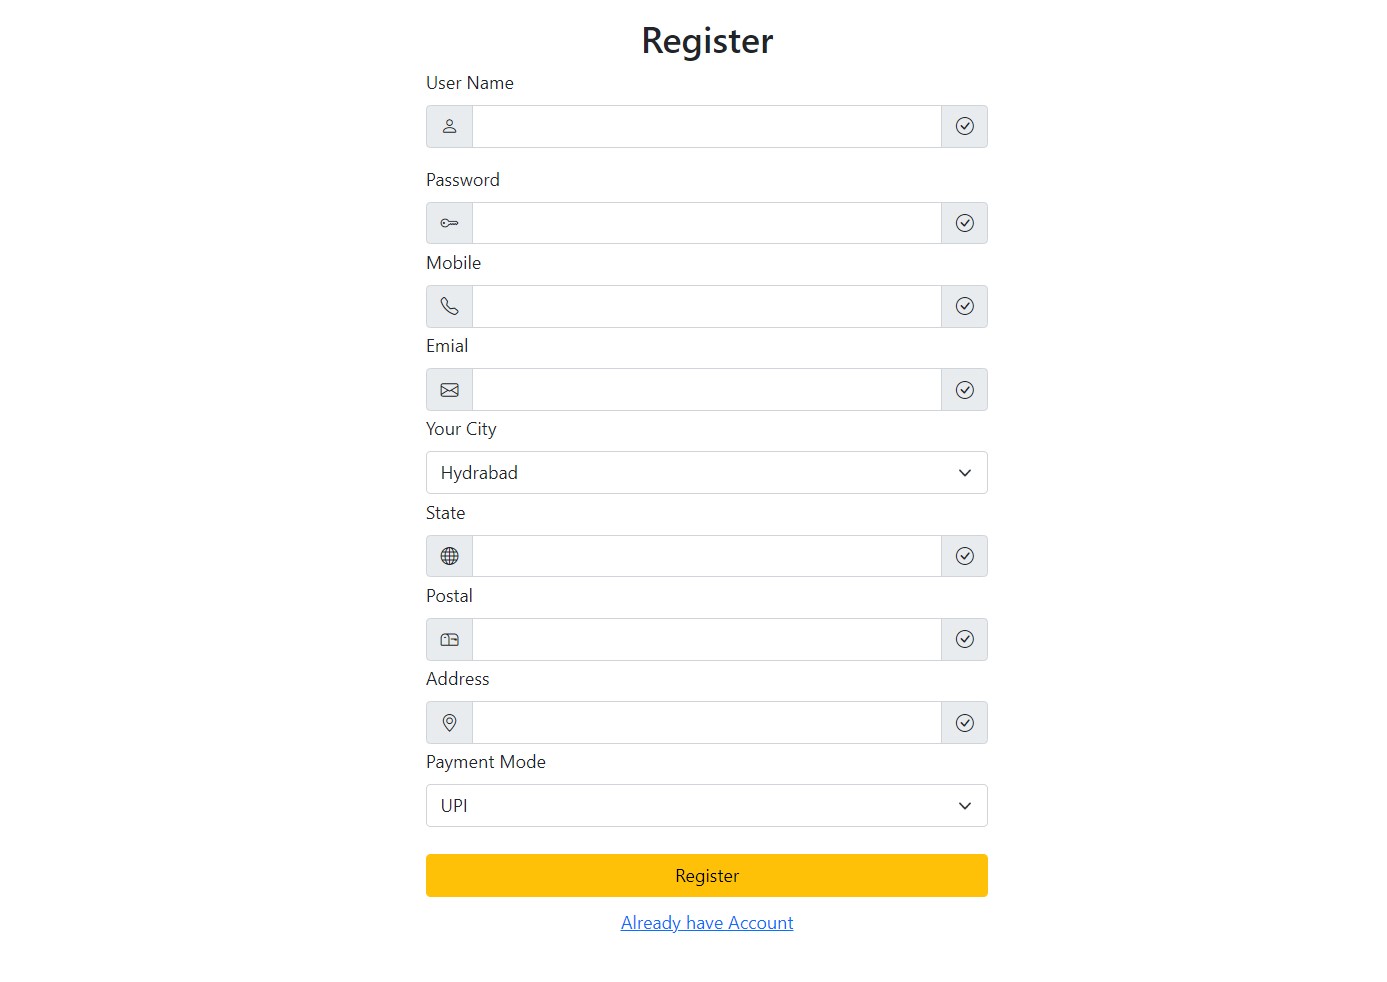 Register
User Name
Password
Mobile
Emial
Your City
Hydrabad
State
Postal
Address
Payment Mode
UPI
Register
Already have Account